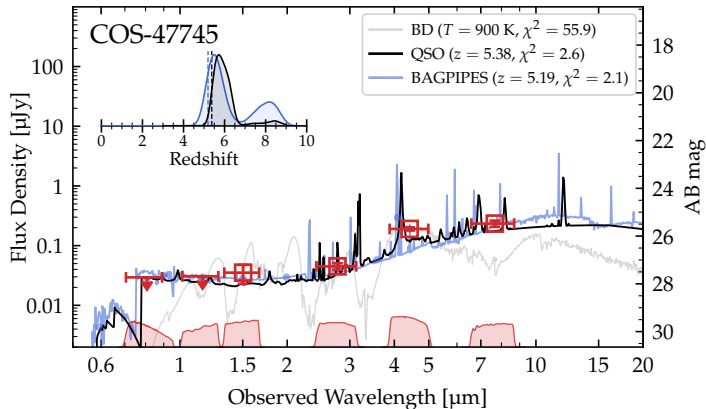 COS-47745
BD (T = 900 K, χ² = 55.9)
QSO (z = 5.38, χ² = 2.6)
BAGPIPES (z = 5.19, χ² = 2.1)
0 2 4 6 8 10
Redshift
100
10
1
0.1
0.01
Flux Density [μJy]
18
20
22
24
26
28
30
AB mag
0.6 1 1.5 2 3 4 5 6 10 15 20
Observed Wavelength [μm]